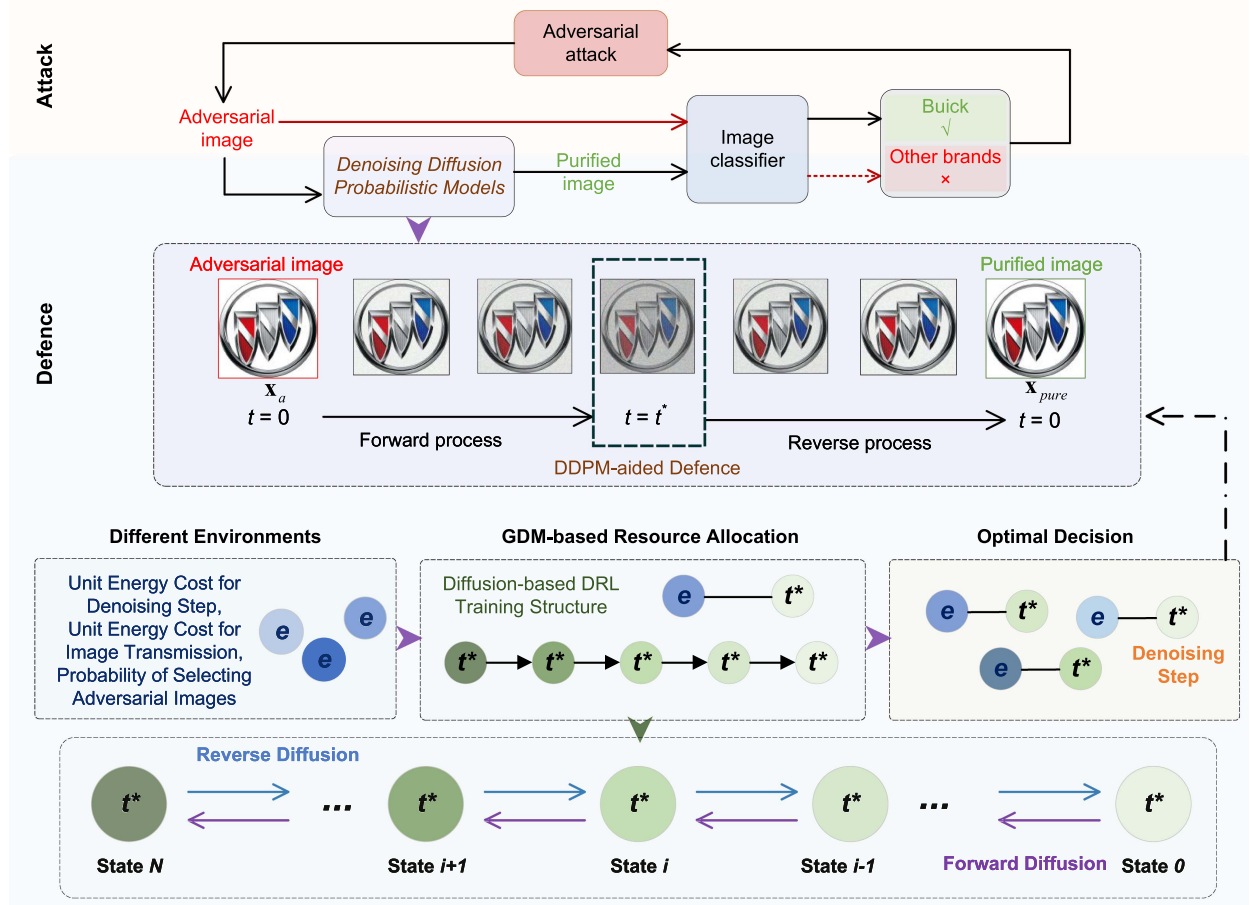 Attack
Adversarial
attack
Adversarial
image
Denoising Diffusion
Probabilistic Models
Purified
image
Image
classifier
Buick
√
Other brands
×
Defence
Adversarial image
Purified image
x a
x pure
t = 0
t = t*
t = 0
Forward process
Reverse process
DDPM-aided Defence
Different Environments
GDM-based Resource Allocation
Optimal Decision
Unit Energy Cost for
Denoising Step,
Unit Energy Cost for
Image Transmission,
Probability of Selecting
Adversarial Images
e
e
e
Diffusion-based DRL
Training Structure
e
t*
t*
t*
t*
t*
t*
e
t*
e
t*
e
t*
Denoising
Step
Reverse Diffusion
t*
...
t*
t*
t*
...
t*
State N
State i+1
State i
State i-1
Forward Diffusion
State 0